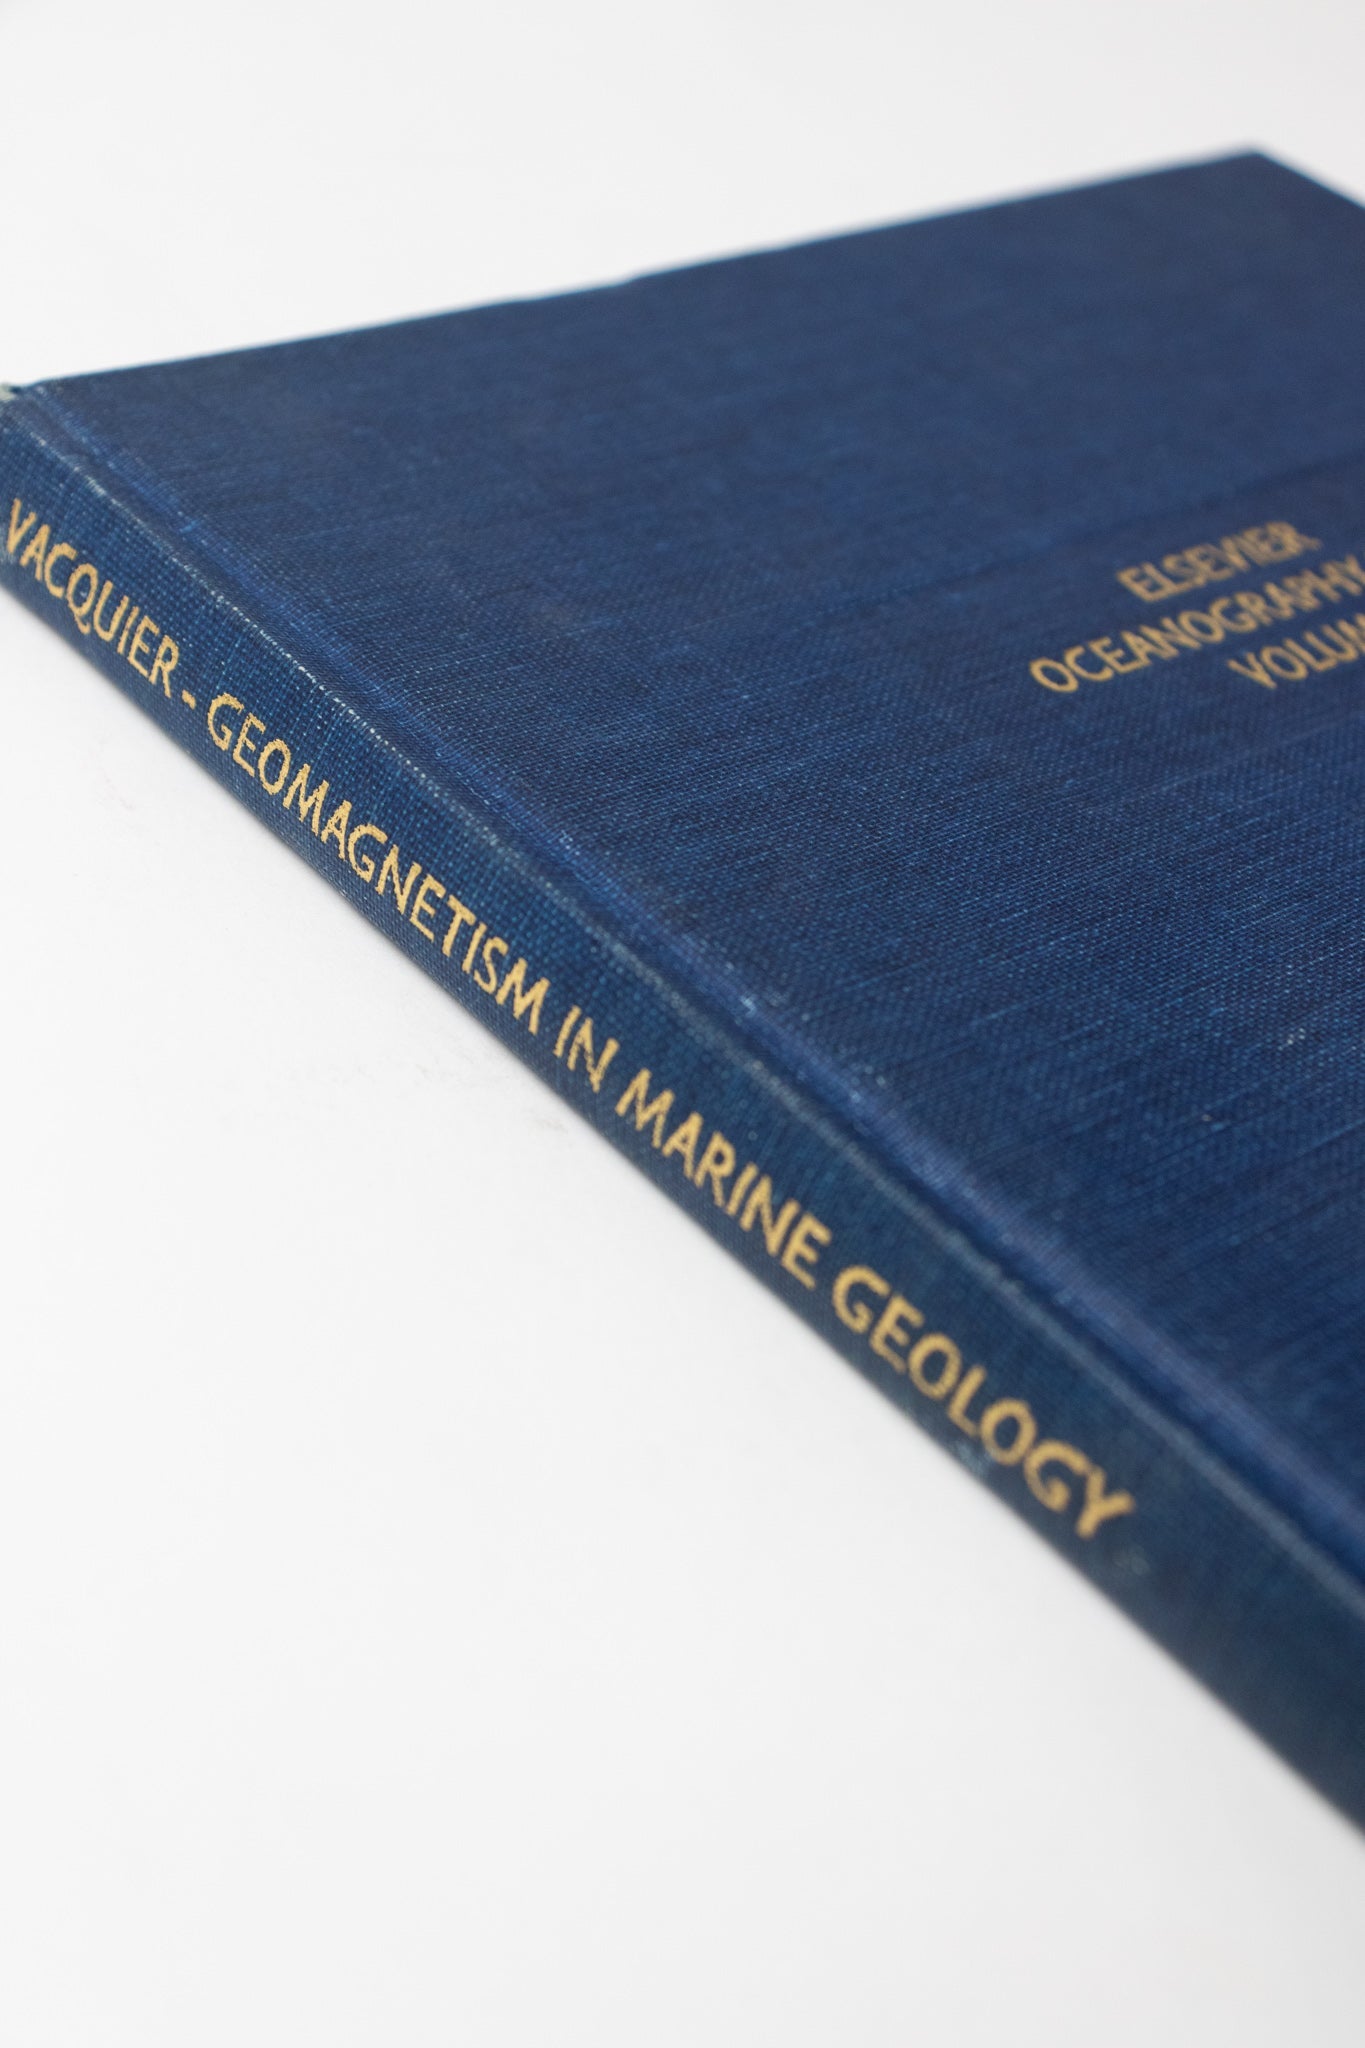 VACQUIER - GEOMAGNETISM IN MARINE GEOLOGY
ELSEVIER
OCEANOGRAPHY